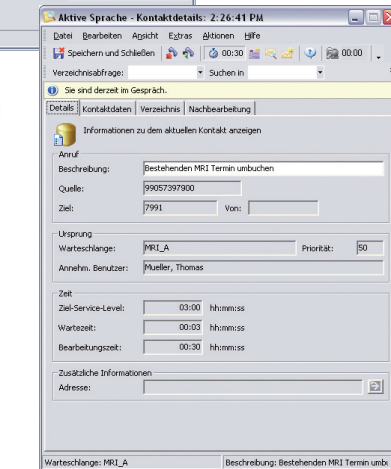 Aktive Sprache - Kontaktdetails: 2:26:41 PM
Datei Bearbeiten Ansicht Extras Aktionen Hilfe
Speichern und Schließen 00:30 00:00
Verzeichnisabfrage: Suchen in
Sie sind derzeit im Gespräch.
Details Kontaktdaten Verzeichnis Nachbearbeitung
Informationen zu dem aktuellen Kontakt anzeigen
Anruf
Beschreibung: Bestehenden MRI Termin umbuchen
Quelle: 99057397900
Ziel: 7991 Von:
Ursprung
Warteschlange: MRI_A Priorität: 50
Annehm. Benutzer: Mueller, Thomas
Zeit
Ziel-Service-Level: 03:00 hh:mm:ss
Wartezeit: 00:03 hh:mm:ss
Bearbeitungszeit: 00:30 hh:mm:ss
Zusätzliche Informationen
Adresse:
Warteschlange: MRI_A Beschreibung: Bestehenden MRI Termin umb